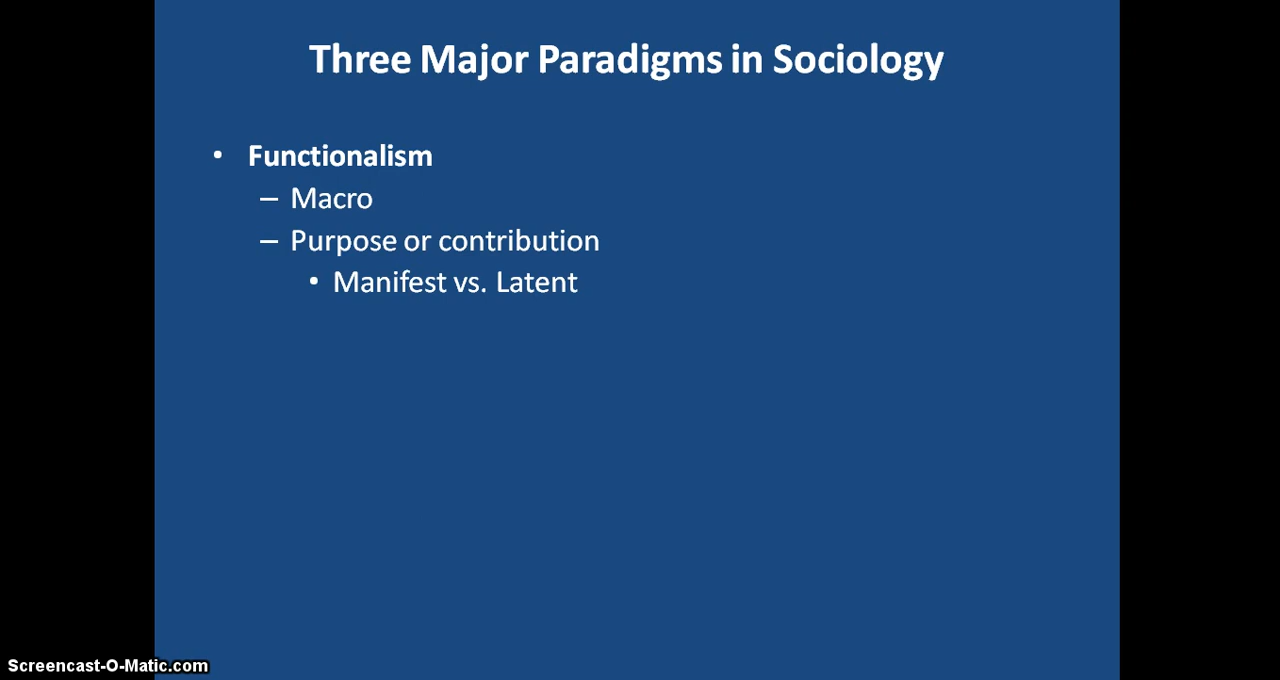 Three Major Paradigms in Sociology
• Functionalism
– Macro
– Purpose or contribution
• Manifest vs. Latent
Screencast-O-Matic.com